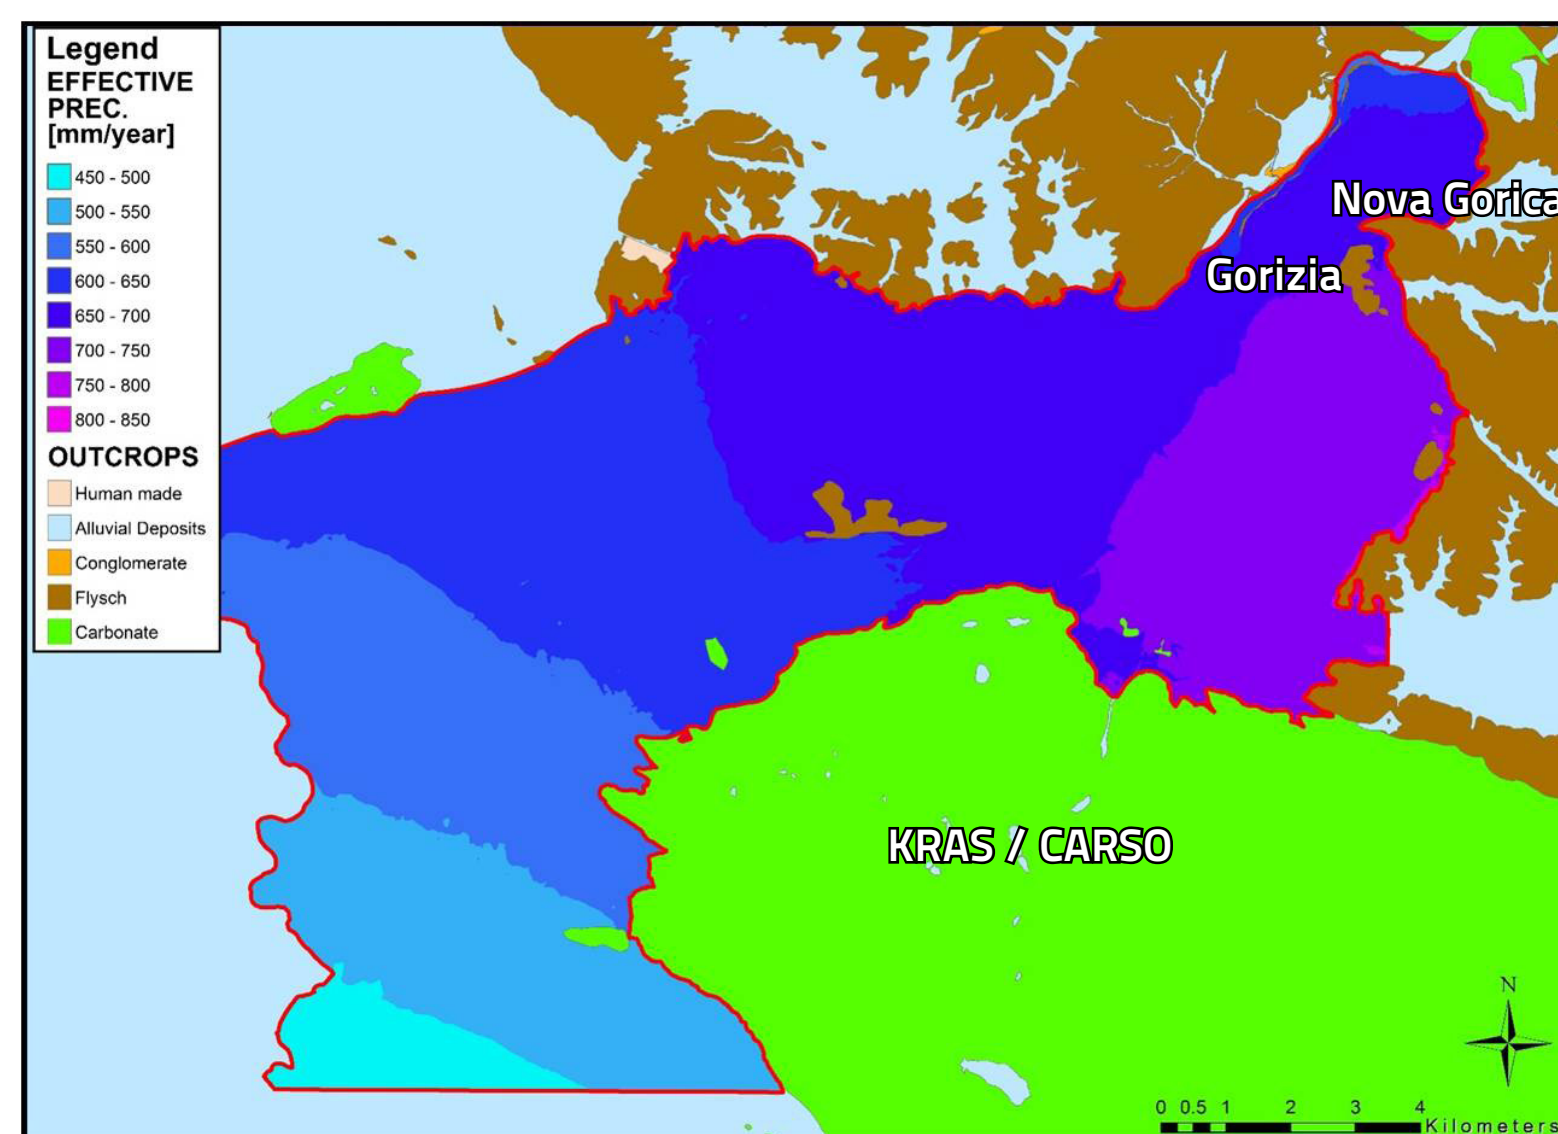 Legend
EFFECTIVE
PREC.
[mm/year]
450 - 500
500 - 550
550 - 600
600 - 650
650 - 700
700 - 750
750 - 800
800 - 850
OUTCROPS
Human made
Alluvial Deposits
Conglomerate
Flysch
Carbonate
Nova Gorica
Gorizia
KRAS / CARSO
N
0 0.5 1 2 3 4
Kilometers